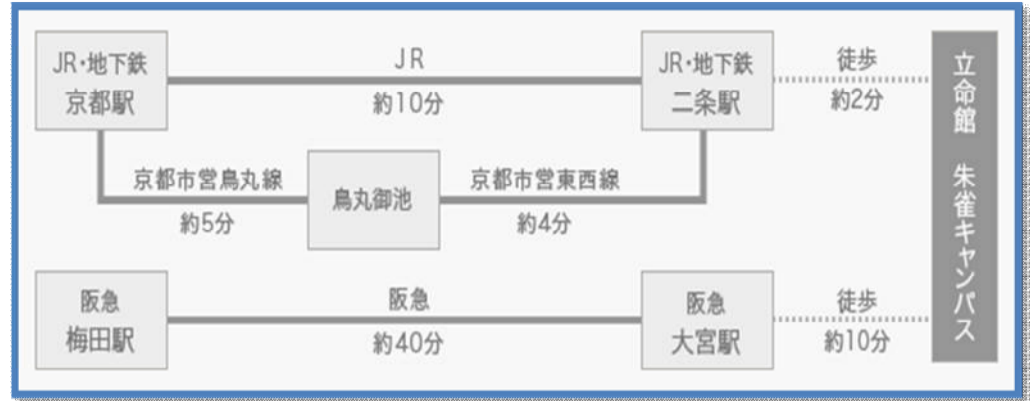 JR・地下鉄
京都駅
JR
約10分
JR・地下鉄
二条駅
徒歩
約2分
京都市営烏丸線
約5分
烏丸御池
京都市営東西線
約4分
阪急
梅田駅
阪急
約40分
阪急
大宮駅
徒歩
約10分
立命館 朱雀キャンパス